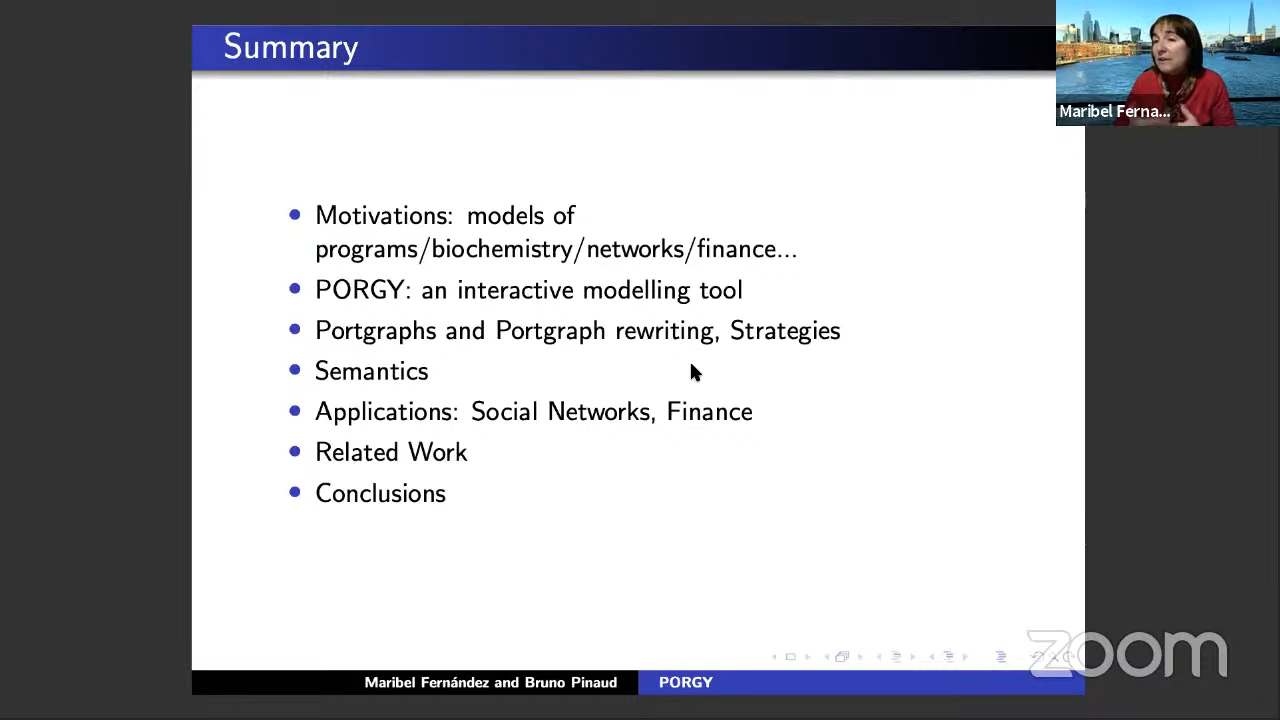 Summary
Maribel Ferna...
Motivations: models of
programs/biochemistry/networks/finance...
PORGY: an interactive modelling tool
Portgraphs and Portgraph rewriting, Strategies
Semantics
Applications: Social Networks, Finance
Related Work
Conclusions
zoom
Maribel Fernández and Bruno Pinaud
PORGY